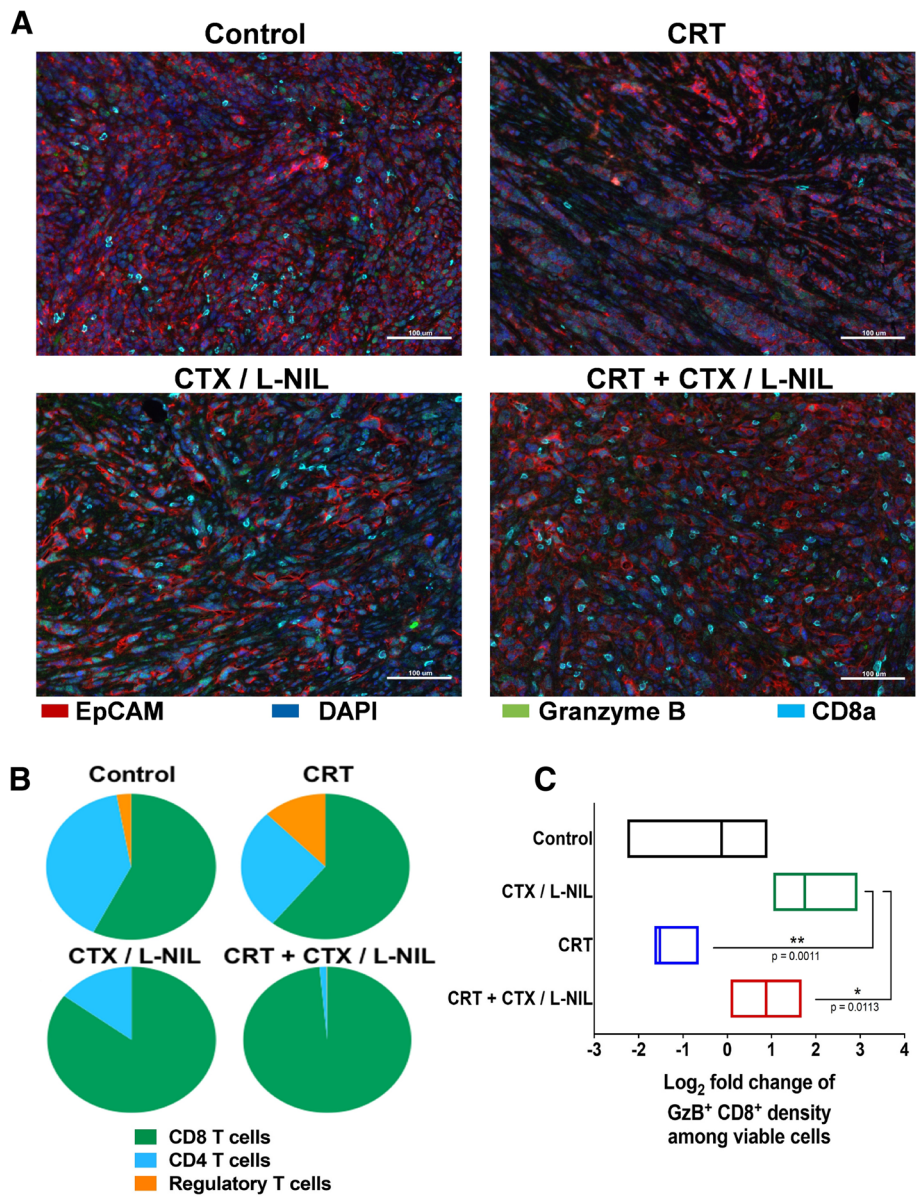 A
Control
CRT
100 um
100 um
CTX / L-NIL
CRT + CTX / L-NIL
100 um
100 um
EpCAM
DAPI
Granzyme B
CD8a
B
Control
CRT
CTX / L-NIL
CRT + CTX / L-NIL
CD8 T cells
CD4 T cells
Regulatory T cells
C
Control
CTX / L-NIL
CRT
**
p = 0.0011
CRT + CTX / L-NIL
*
p = 0.0113
-3 -2 -1 0 1 2 3 4
Log2 fold change of
GzB+ CD8+ density
among viable cells